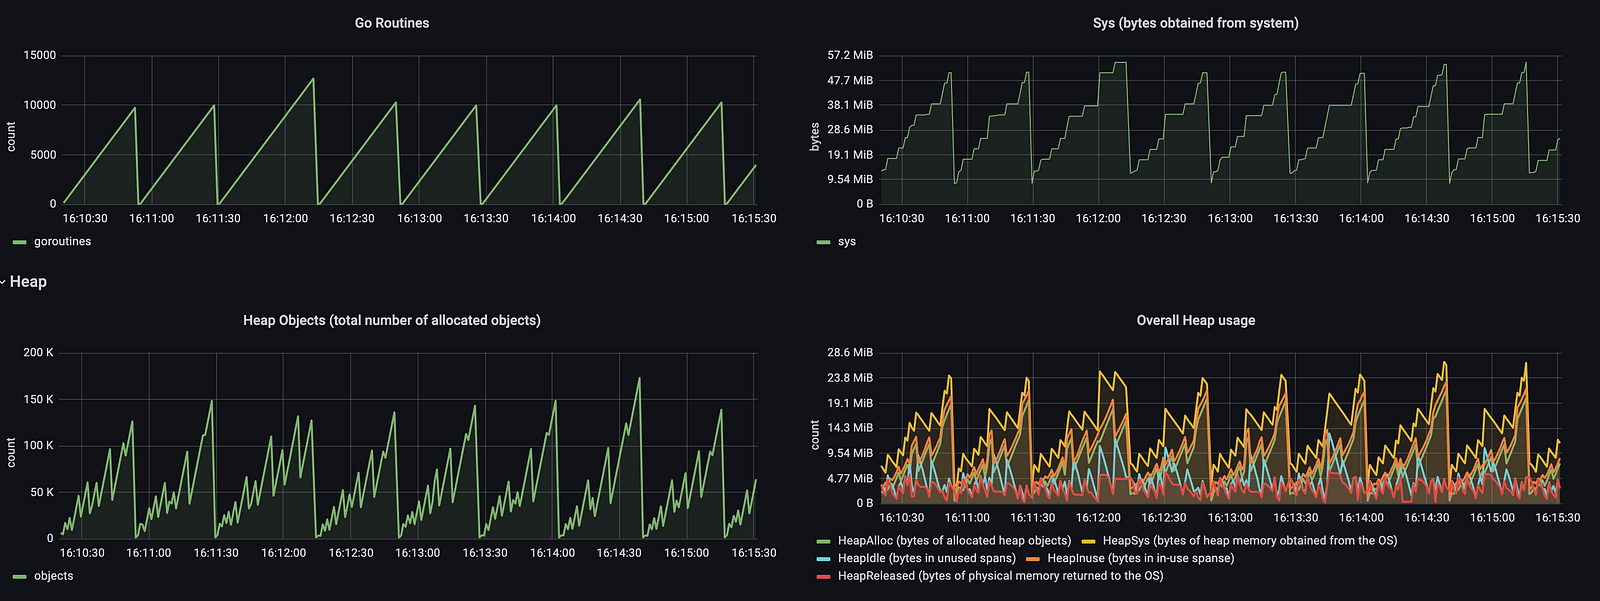 Go Routines
15000
10000
5000
0
count
16:10:30 16:11:00 16:11:30 16:12:00 16:12:30 16:13:00 16:13:30 16:14:00 16:14:30 16:15:00 16:15:30
goroutines
Sys (bytes obtained from system)
57.2 MiB
47.7 MiB
38.1 MiB
28.6 MiB
19.1 MiB
9.54 MiB
0 B
bytes
16:10:30 16:11:00 16:11:30 16:12:00 16:12:30 16:13:00 16:13:30 16:14:00 16:14:30 16:15:00 16:15:30
sys
Heap
Heap Objects (total number of allocated objects)
200 K
150 K
100 K
50 K
0
count
16:10:30 16:11:00 16:11:30 16:12:00 16:12:30 16:13:00 16:13:30 16:14:00 16:14:30 16:15:00 16:15:30
objects
Overall Heap usage
28.6 MiB
23.8 MiB
19.1 MiB
14.3 MiB
9.54 MiB
4.77 MiB
0 B
count
16:10:30 16:11:00 16:11:30 16:12:00 16:12:30 16:13:00 16:13:30 16:14:00 16:14:30 16:15:00 16:15:30
HeapAlloc (bytes of allocated heap objects) HeapSys (bytes of heap memory obtained from the OS)
HeapIdle (bytes in unused spans) HeapInuse (bytes in in-use spanse)
HeapReleased (bytes of physical memory returned to the OS)